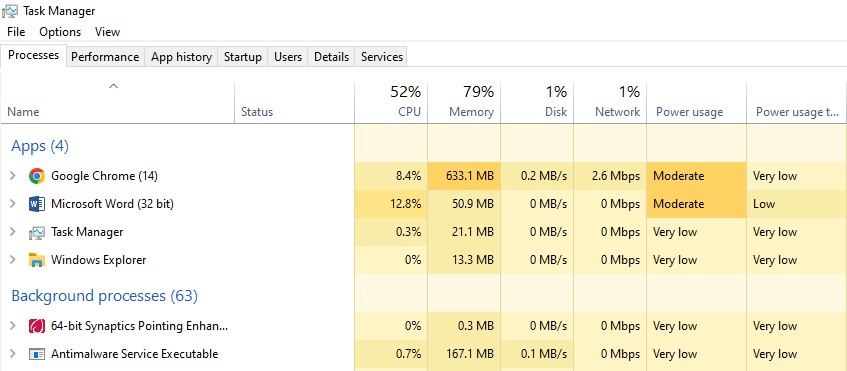 Task Manager
File Options View
Processes Performance App history Startup Users Details Services
52% 79% 1% 1%
Name Status CPU Memory Disk Network Power usage Power usage t...
Apps (4)
Google Chrome (14) 8.4% 633.1 MB 0.2 MB/s 2.6 Mbps Moderate Very low
Microsoft Word (32 bit) 12.8% 50.9 MB 0 MB/s 0 Mbps Moderate Low
Task Manager 0.3% 21.1 MB 0 MB/s 0 Mbps Very low Very low
Windows Explorer 0% 13.3 MB 0 MB/s 0 Mbps Very low Very low
Background processes (63)
64-bit Synaptics Pointing Enhan... 0% 0.3 MB 0 MB/s 0 Mbps Very low Very low
Antimalware Service Executable 0.7% 167.1 MB 0.1 MB/s 0 Mbps Very low Very low